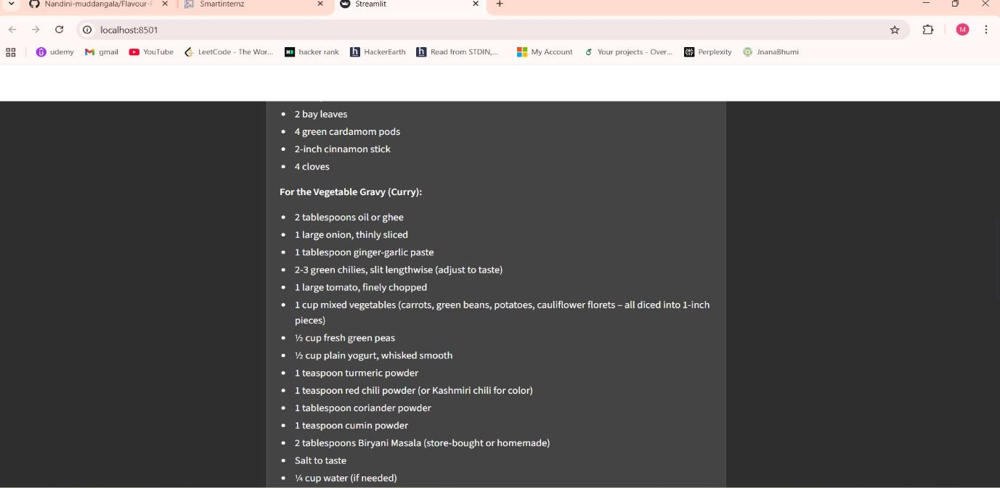 Nandini-muddangala/Flavour-F
Smartinternz
Streamlit
localhost:8501
M
udemy
gmail
YouTube
LeetCode - The Wor...
hacker rank
HackerEarth
Read from STDIN,...
My Account
Your projects - Over...
Perplexity
JnanaBhumi
• 2 bay leaves
• 4 green cardamom pods
• 2-inch cinnamon stick
• 4 cloves
For the Vegetable Gravy (Curry):
• 2 tablespoons oil or ghee
• 1 large onion, thinly sliced
• 1 tablespoon ginger-garlic paste
• 2-3 green chilies, slit lengthwise (adjust to taste)
• 1 large tomato, finely chopped
• 1 cup mixed vegetables (carrots, green beans, potatoes, cauliflower florets – all diced into 1-inch
pieces)
• ½ cup fresh green peas
• ½ cup plain yogurt, whisked smooth
• 1 teaspoon turmeric powder
• 1 teaspoon red chili powder (or Kashmiri chili for color)
• 1 tablespoon coriander powder
• 1 teaspoon cumin powder
• 2 tablespoons Biryani Masala (store-bought or homemade)
• Salt to taste
• ¼ cup water (if needed)